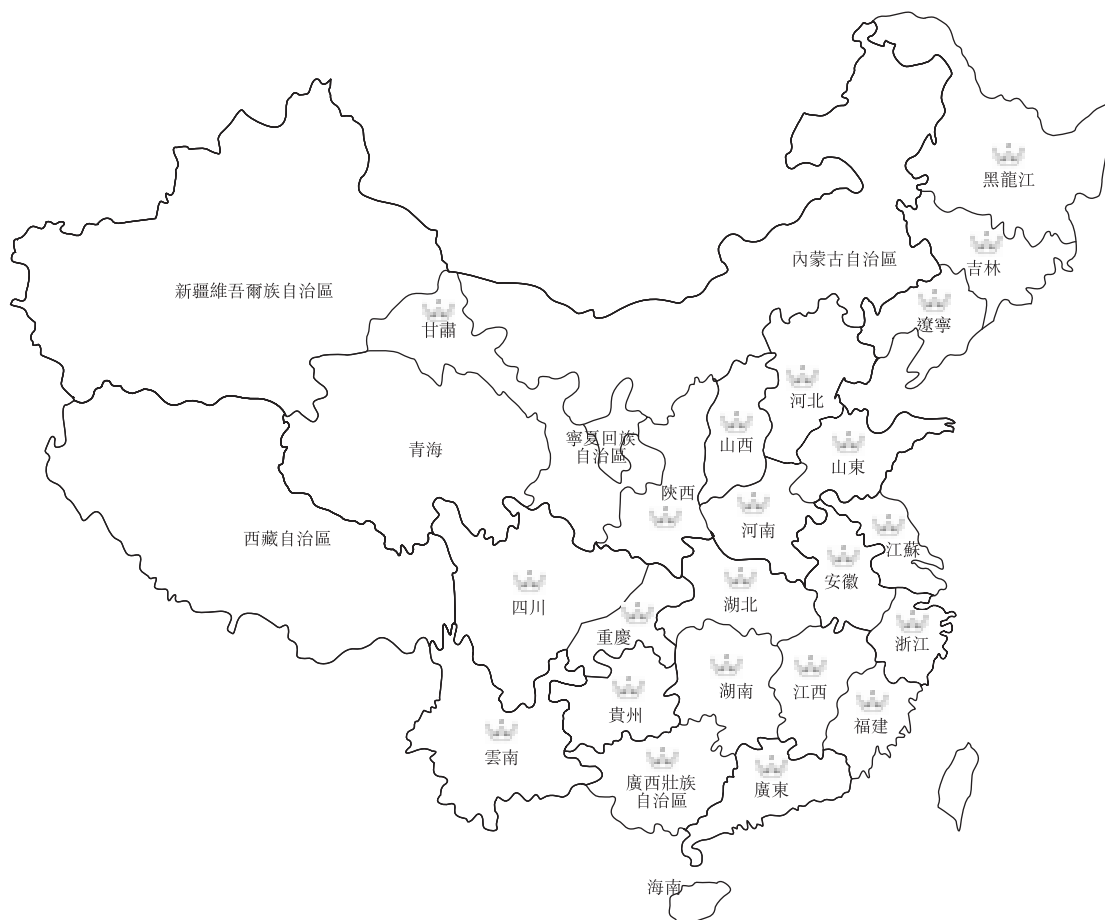 黑龍江
吉林
內蒙古自治區
新疆維吾爾族自治區
遼寧
甘肅
河北
山西
寧夏回族
自治區
青海
山東
陝西
河南
江蘇
西藏自治區
安徽
四川
湖北
重慶
浙江
湖南
江西
貴州
福建
雲南
廣西壯族
自治區
廣東
海南